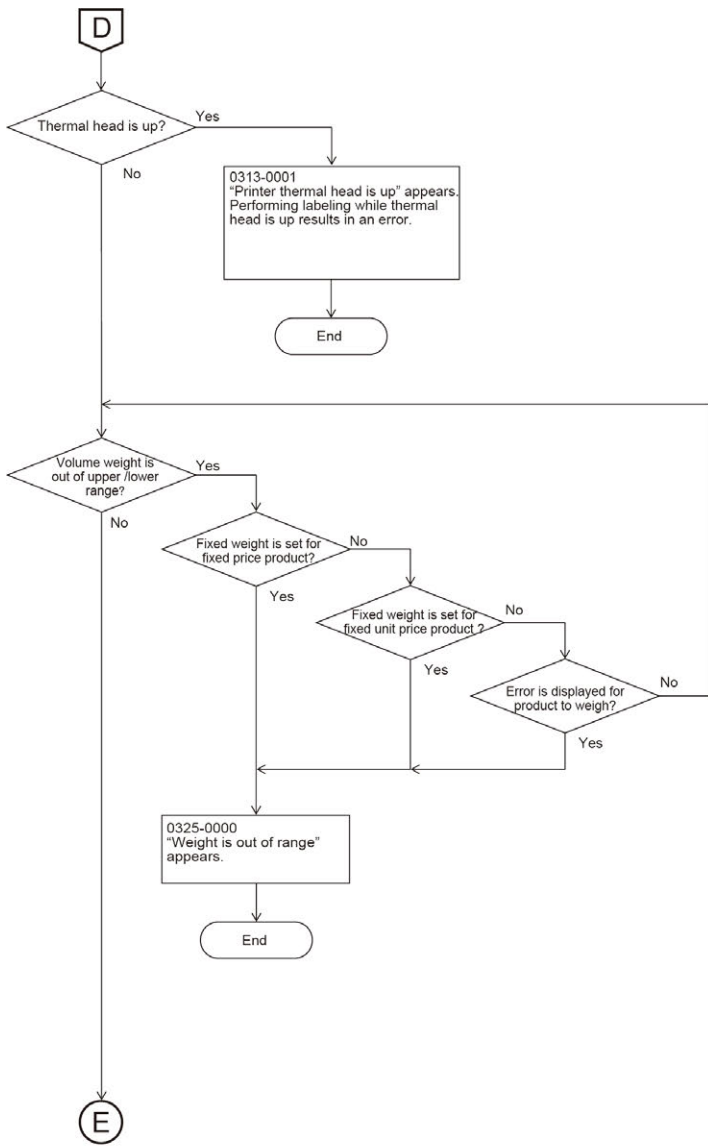 D
Thermal head is up?
Yes
No
0313-0001
“Printer thermal head is up” appears.
Performing labeling while thermal
head is up results in an error.
End
Volume weight is
out of upper /lower
range?
Yes
No
Fixed weight is set for
fixed price product?
No
Yes
Fixed weight is set for
fixed unit price product ?
No
Yes
Error is displayed for
product to weigh?
No
Yes
0325-0000
“Weight is out of range”
appears.
End
E